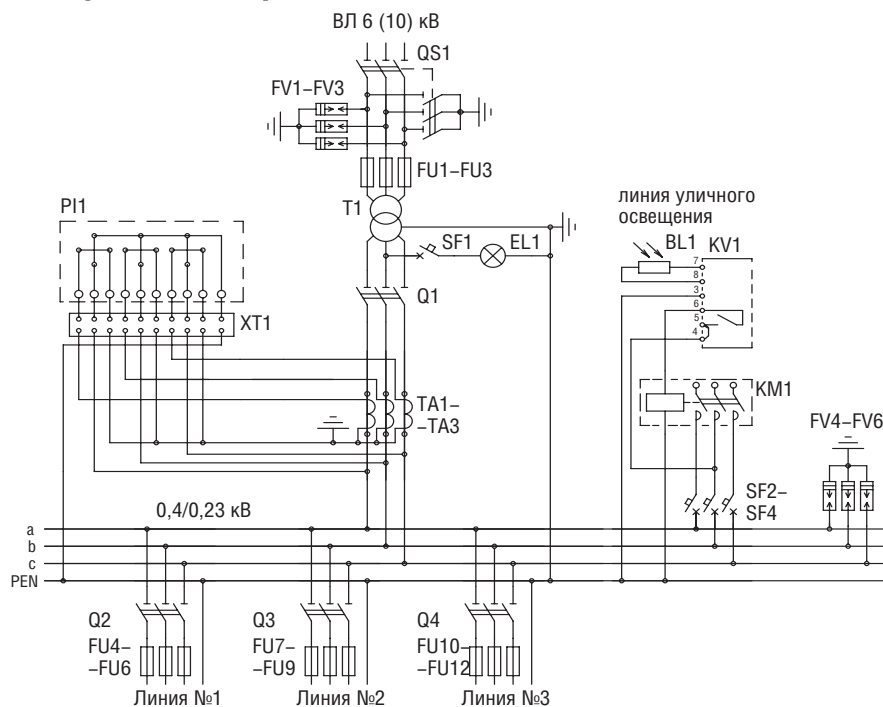 ВЛ 6 (10) кВ
QS1
FV1–FV3
FU1–FU3
T1
PI1
SF1
EL1
Q1
XT1
TA1–
–TA3
линия уличного
освещения
BL1
KV1
7
8
3
6
5
4
KM1
FV4–FV6
SF2–
SF4
0,4/0,23 кВ
a
b
c
PEN
Q2
FU4–
–FU6
Q3
FU7–
–FU9
Q4
FU10–
–FU12
Линия №1
Линия №2
Линия №3